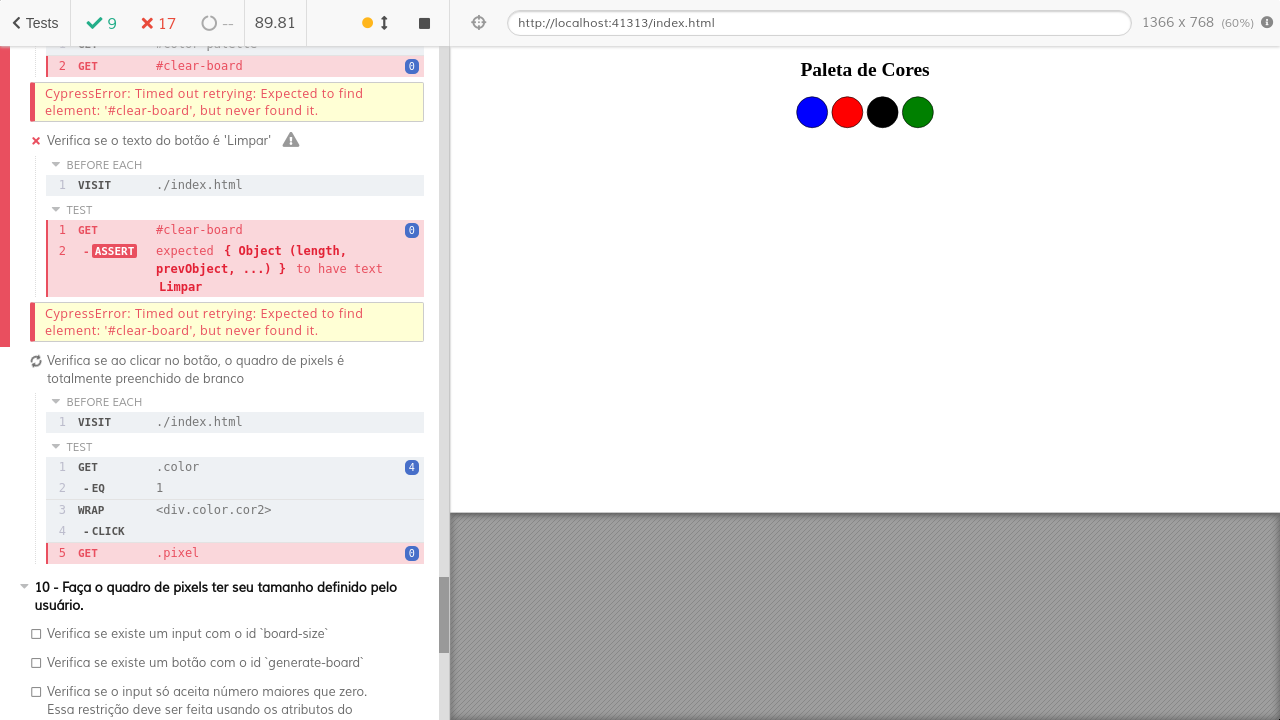 Tests 9 17 -- 89.81
http://localhost:41313/index.html 1366 x 768 (60%)
1 GET #color-palette
2 GET #clear-board 0
CypressError: Timed out retrying: Expected to find
element: '#clear-board', but never found it.
Verifica se o texto do botão é 'Limpar'
BEFORE EACH
1 VISIT ./index.html
TEST
1 GET #clear-board 0
2 -ASSERT expected { Object (length,
prevObject, ...) } to have text
Limpar
CypressError: Timed out retrying: Expected to find
element: '#clear-board', but never found it.
Verifica se ao clicar no botão, o quadro de pixels é
totalmente preenchido de branco
BEFORE EACH
1 VISIT ./index.html
TEST
1 GET .color 4
2 -EQ 1
3 WRAP <div.color.cor2>
4 -CLICK
5 GET .pixel 0
10 - Faça o quadro de pixels ter seu tamanho definido pelo
usuário.
Verifica se existe um input com o id `board-size`
Verifica se existe um botão com o id `generate-board`
Verifica se o input só aceita número maiores que zero.
Essa restrição deve ser feita usando os atributos do
Paleta de Cores